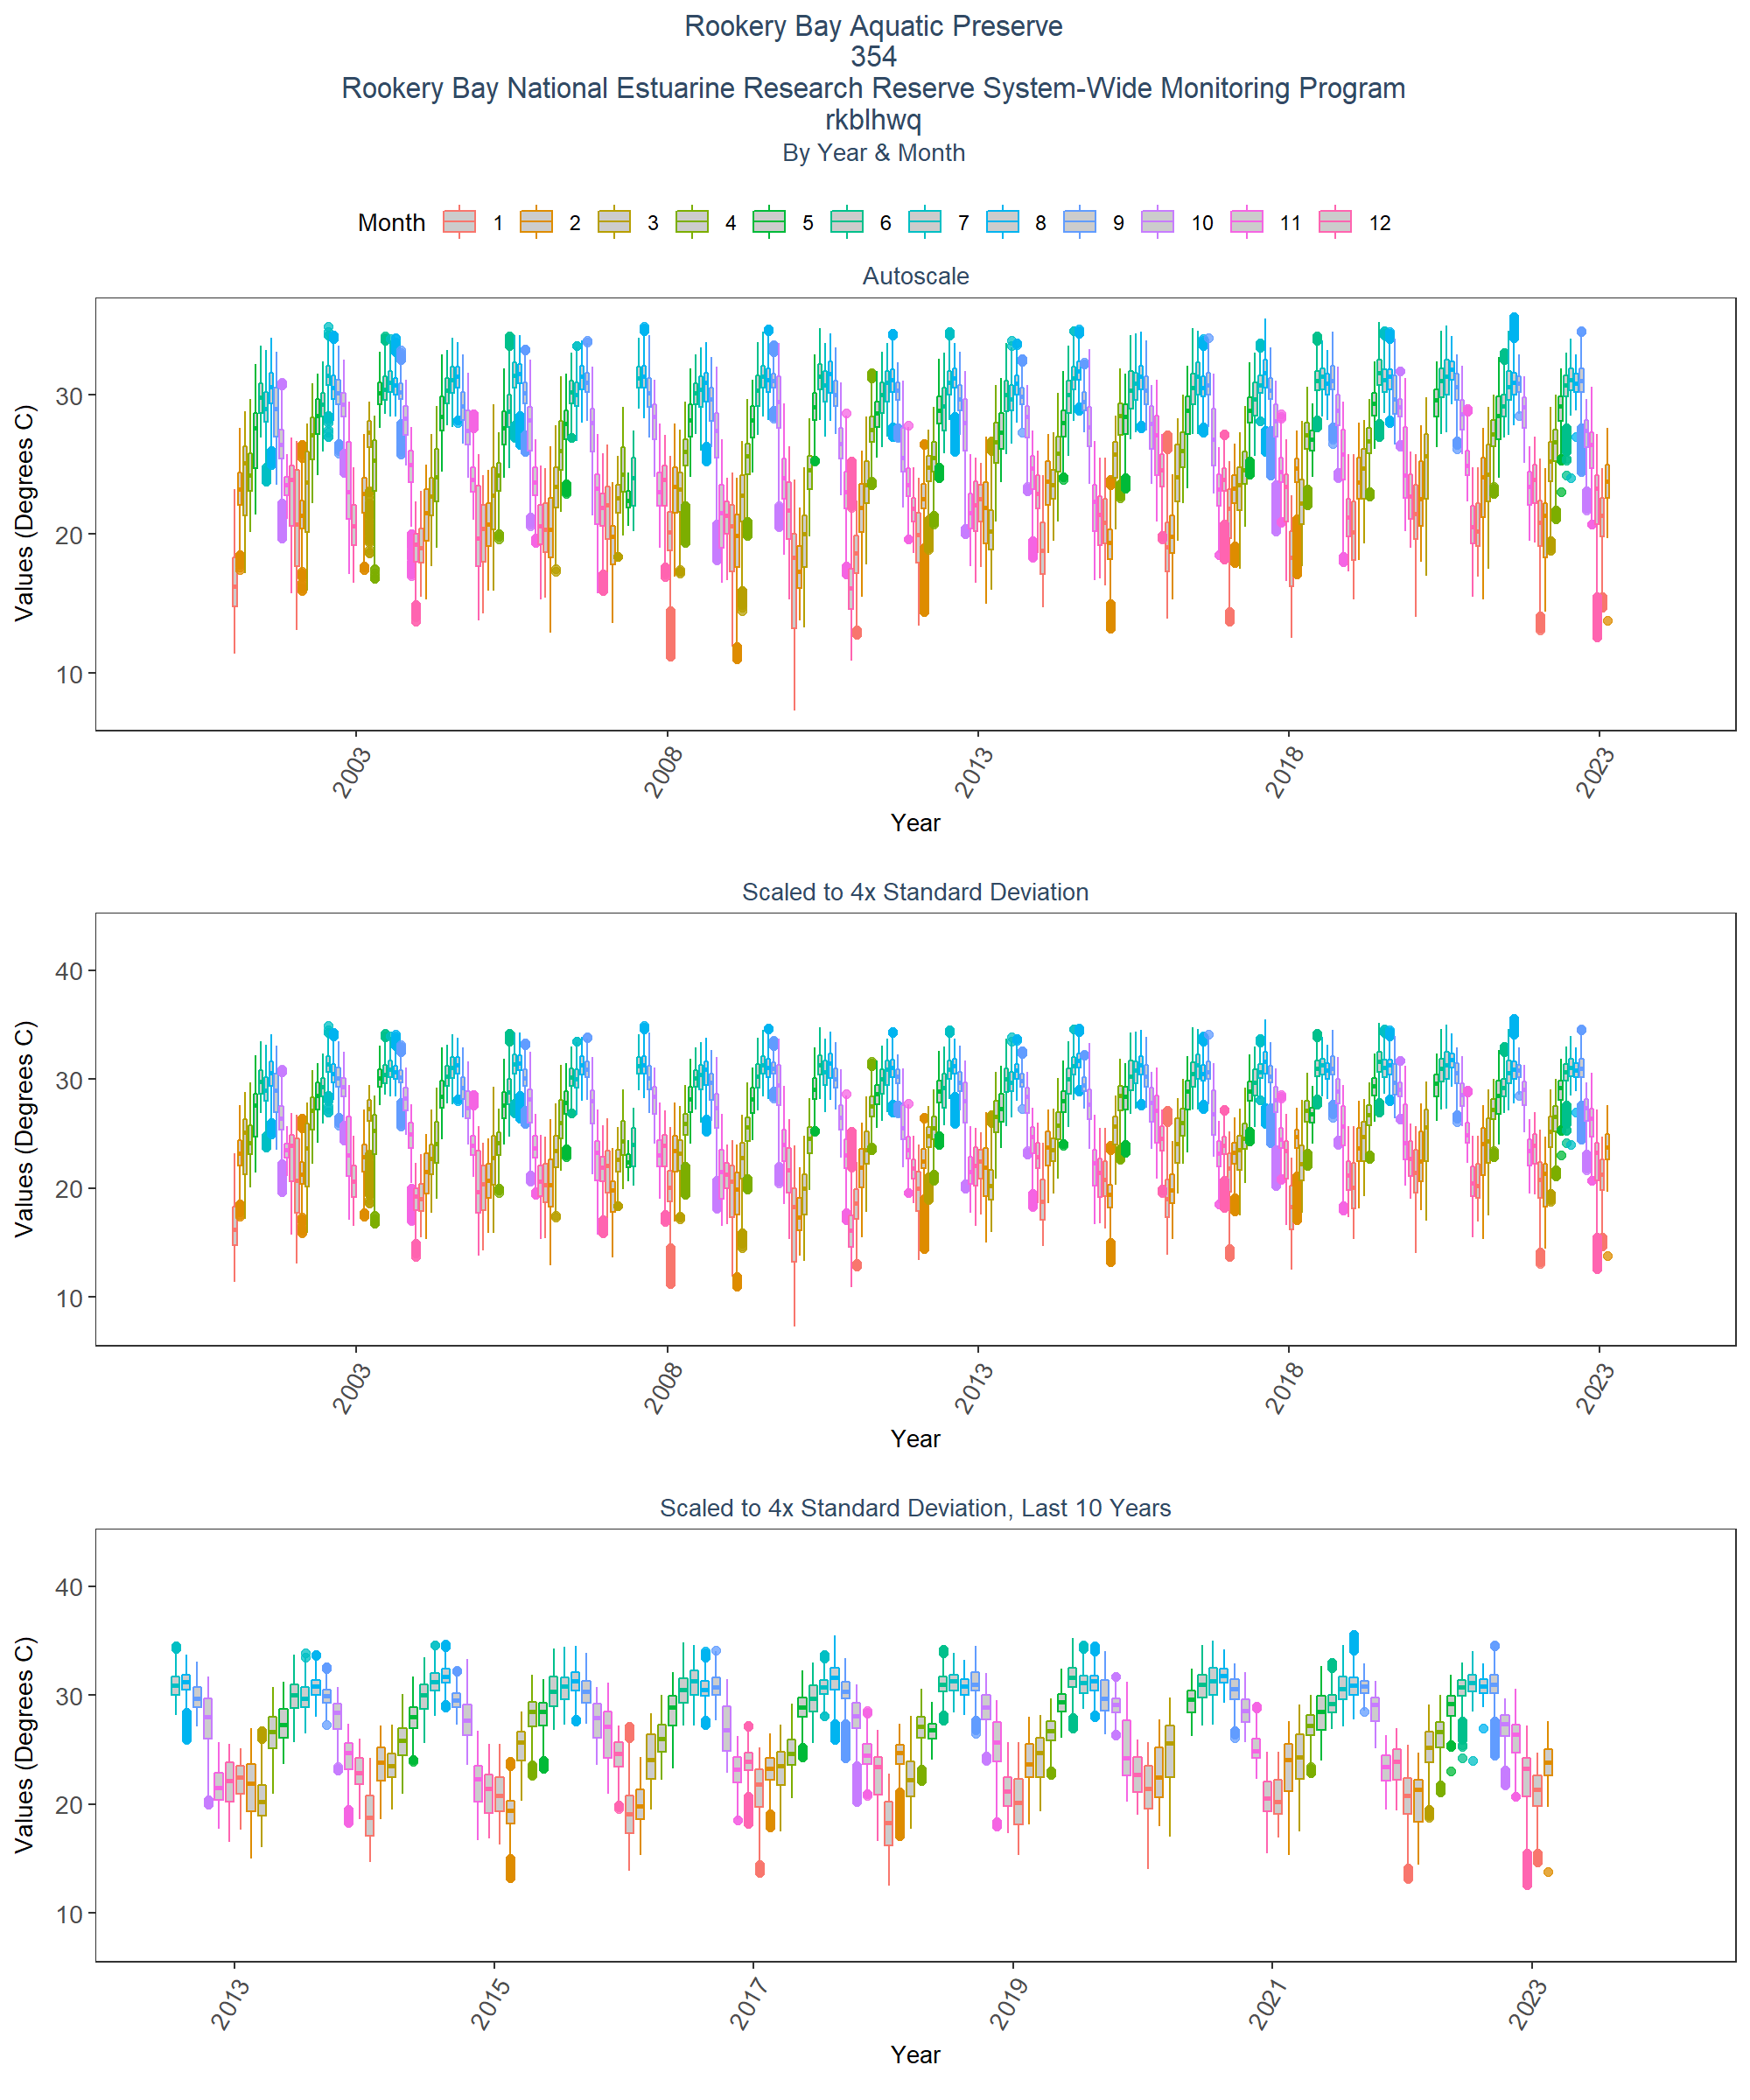 Rookery Bay Aquatic Preserve
354
Rookery Bay National Estuarine Research Reserve System-Wide Monitoring Program
rkblhwq
By Year & Month
Month 1 2 3 4 5 6 7 8 9 10 11 12
Autoscale
Values (Degrees C)
30
20
10
2003 2008 2013 2018 2023
Year
Scaled to 4x Standard Deviation
Values (Degrees C)
40
30
20
10
2003 2008 2013 2018 2023
Year
Scaled to 4x Standard Deviation, Last 10 Years
Values (Degrees C)
40
30
20
10
2013 2015 2017 2019 2021 2023
Year